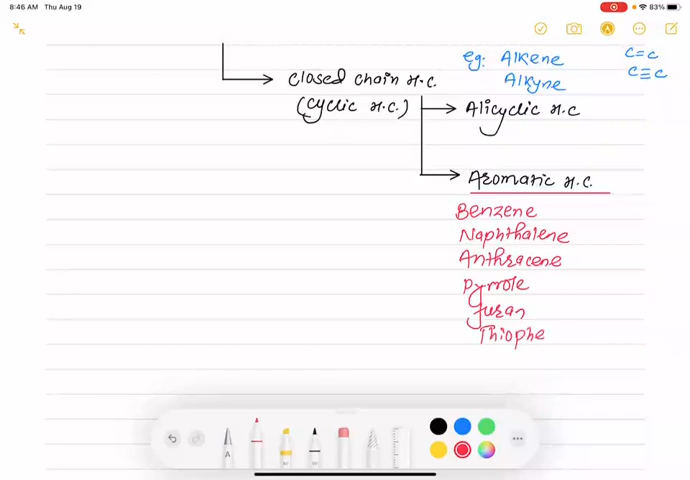 8:46 AM Thu Aug 19
83%
eg: Alkene C=C
Alkyne C≡C
closed chain H.C.
(cyclic H.C.)
Alicyclic H.C
Aromatic H.C.
Benzene
Naphthalene
Anthracene
Pyrrole
furan
Thiophe
A